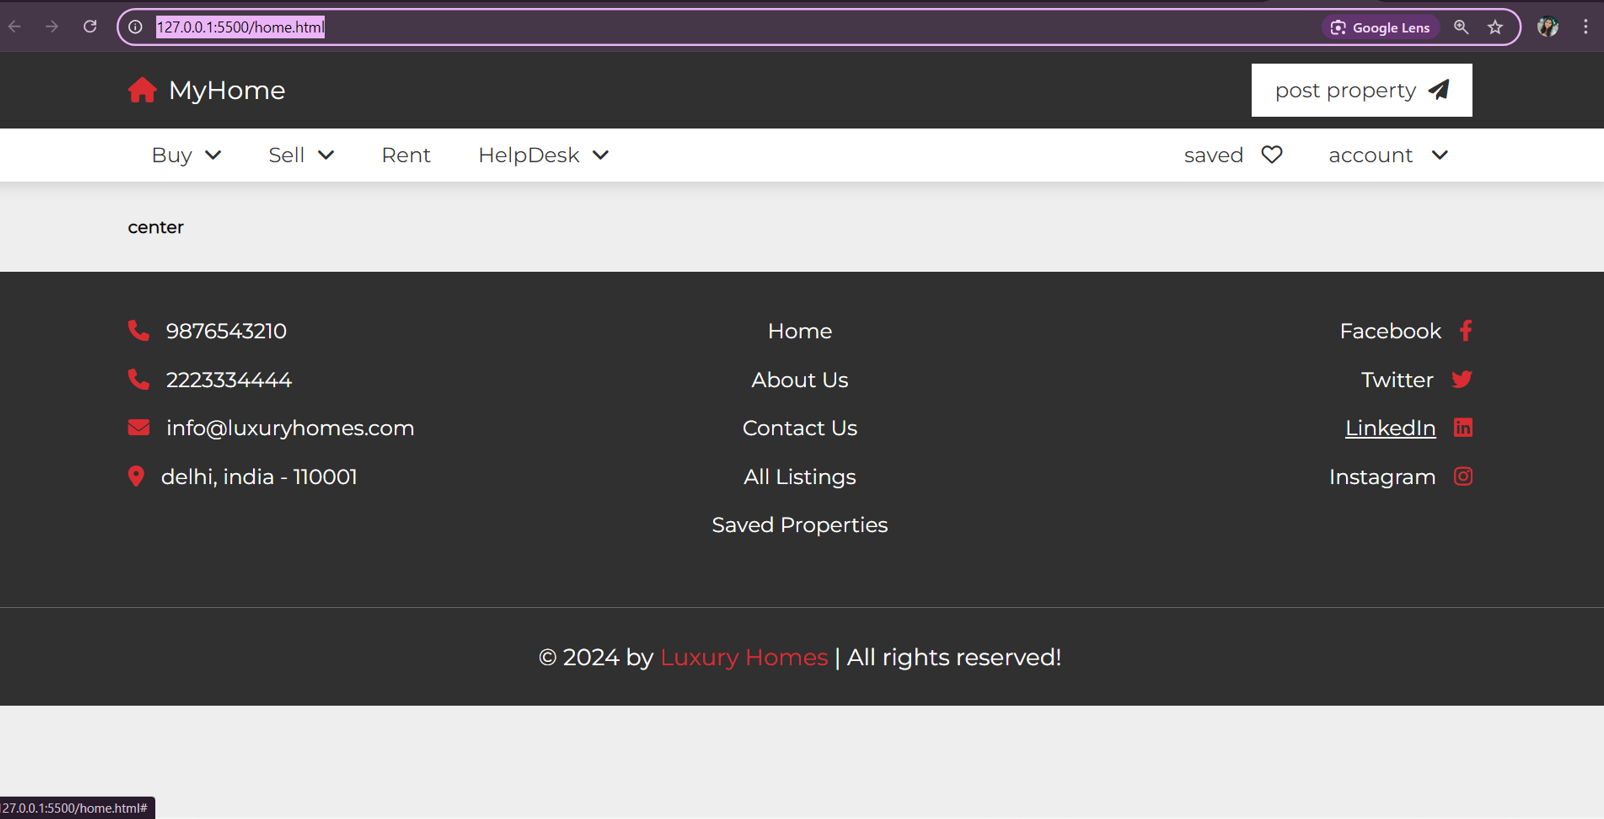 127.0.0.1:5500/home.html
Google Lens
MyHome
post property
Buy Sell Rent HelpDesk saved account
center
9876543210
2223334444
info@luxuryhomes.com
delhi, india - 110001
Home
About Us
Contact Us
All Listings
Saved Properties
Facebook
Twitter
LinkedIn
Instagram
© 2024 by Luxury Homes | All rights reserved!
127.0.0.1:5500/home.html#